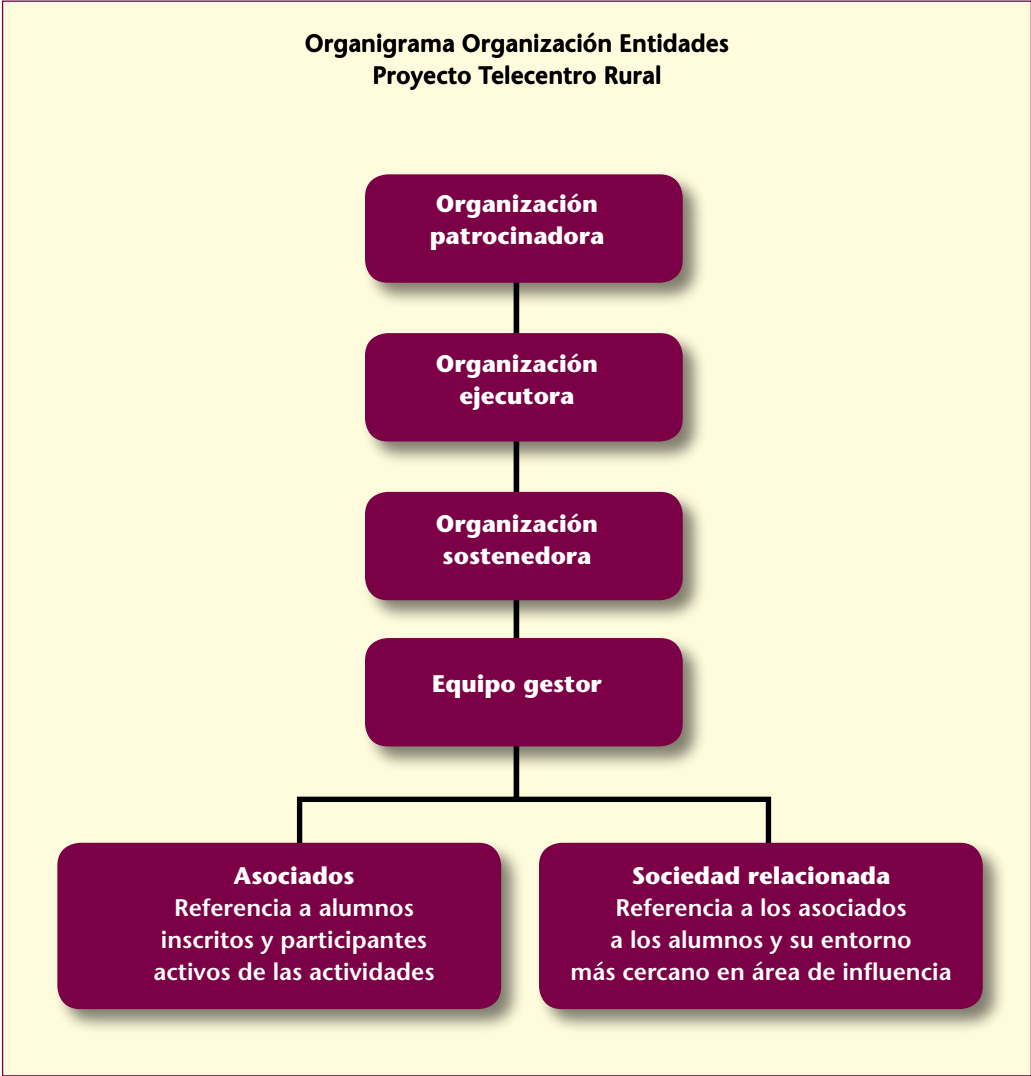 Organigrama Organización Entidades
Proyecto Telecentro Rural
Organización
patrocinadora
Organización
ejecutora
Organización
sostenedora
Equipo gestor
Asociados
Referencia a alumnos
inscritos y participantes
activos de las actividades
Sociedad relacionada
Referencia a los asociados
a los alumnos y su entorno
más cercano en área de influencia